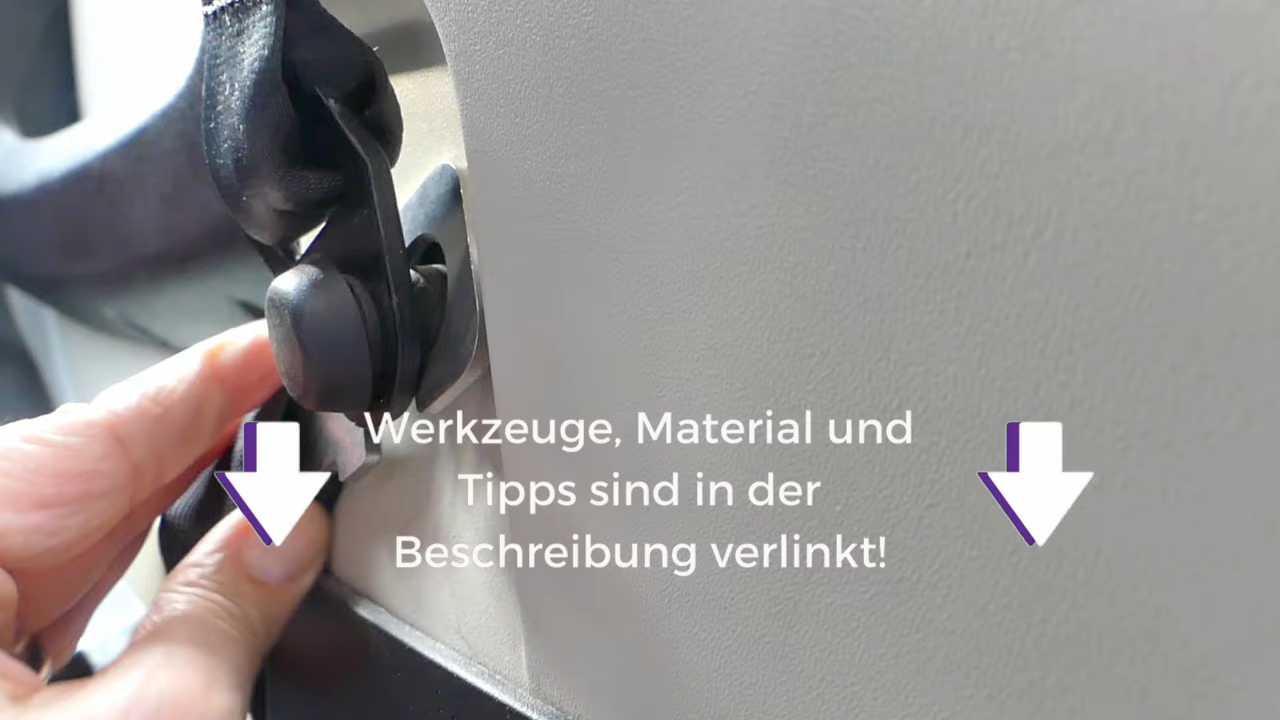 Werkzeuge, Material und
Tipps sind in der
Beschreibung verlinkt!